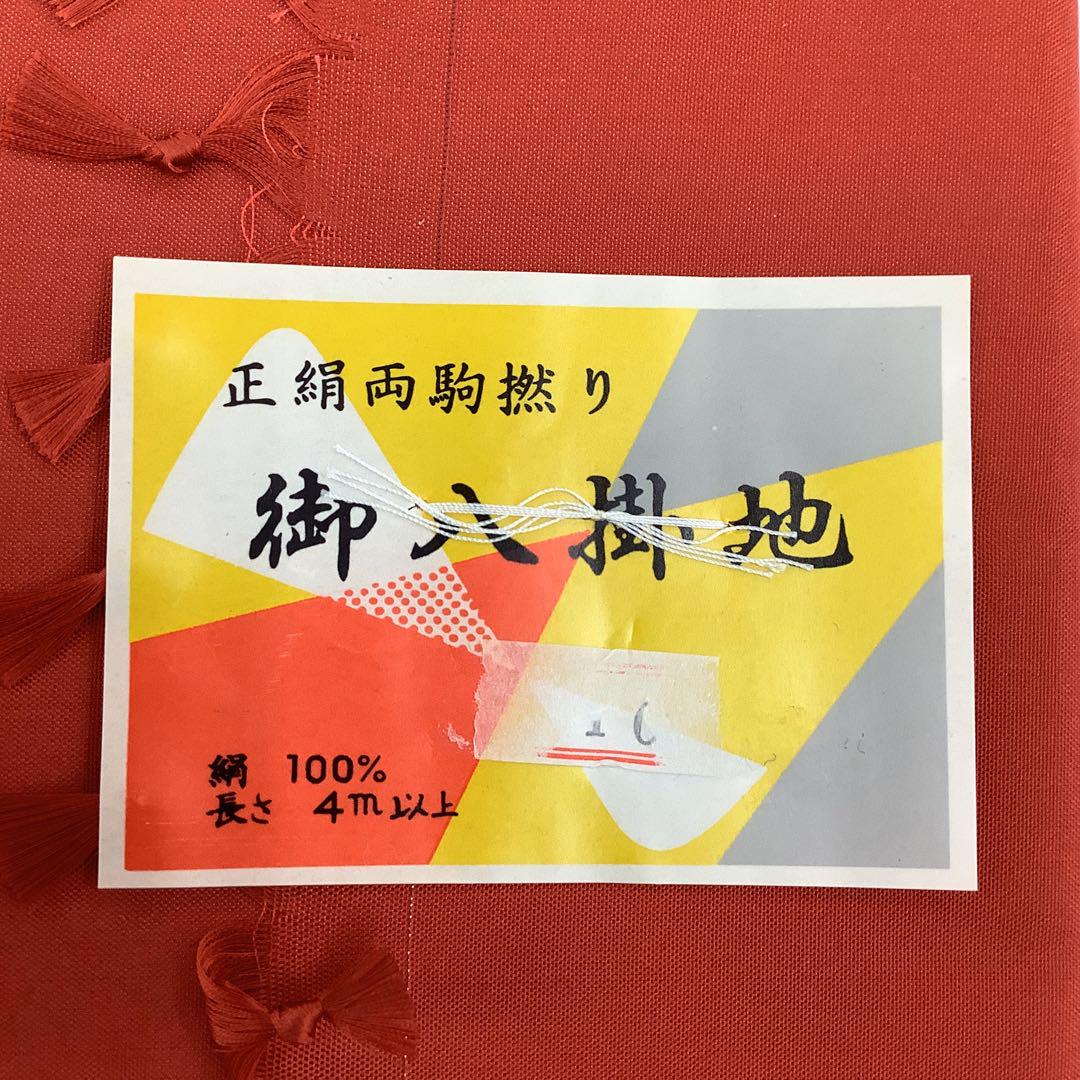 正絹両駒撚り
御八掛地
絹 100%
長さ 4m以上